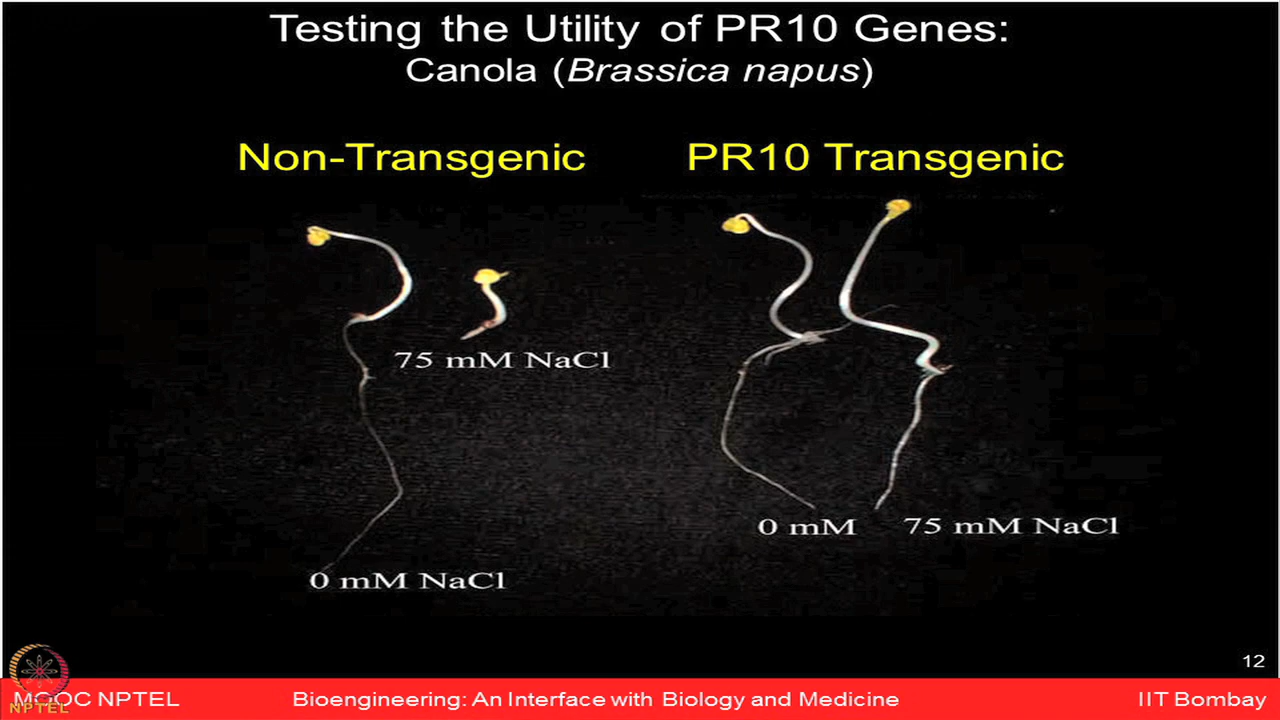 Testing the Utility of PR10 Genes:
Canola (Brassica napus)
Non-Transgenic
PR10 Transgenic
75 mM NaCl
0 mM
75 mM NaCl
0 mM NaCl
12
MOOC NPTEL
Bioengineering: An Interface with Biology and Medicine
IIT Bombay
NPTEL